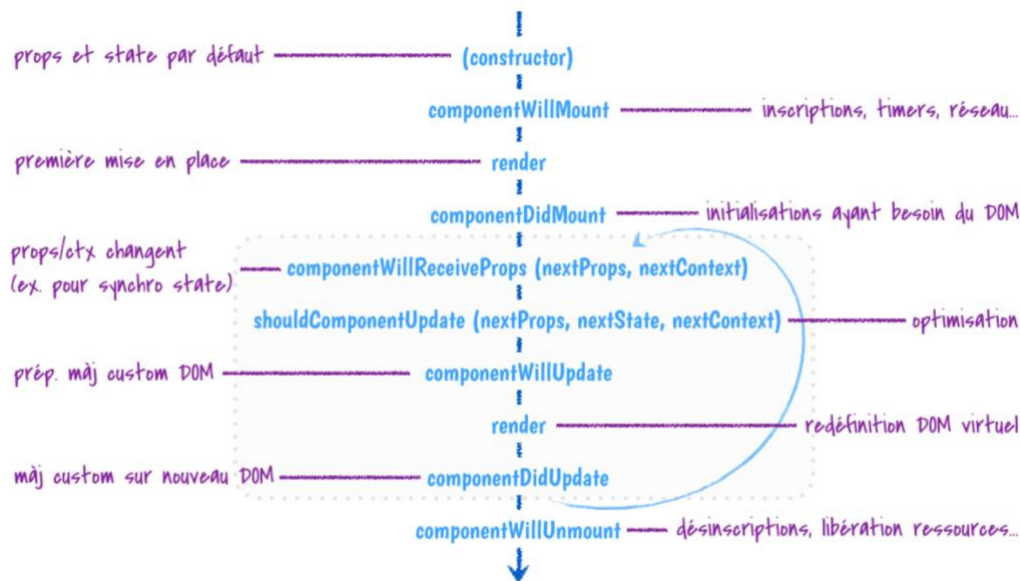 props et state par défaut
(constructor)
componentWillMount
inscriptions, timers, réseau...
première mise en place
render
componentDidMount
initialisations ayant besoin du DOM
props/ctx changent
(ex. pour synchro state)
componentWillReceiveProps (nextProps, nextContext)
shouldComponentUpdate (nextProps, nextState, nextContext)
optimisation
prép. màj custom DOM
componentWillUpdate
render
redéfinition DOM virtuel
màj custom sur nouveau DOM
componentDidUpdate
componentWillUnmount
désinscriptions, libération ressources...